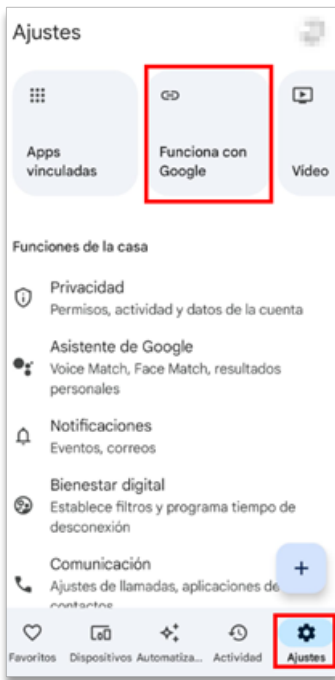 Ajustes
Apps
vinculadas
Funciona con
Google
Video
Funciones de la casa
Privacidad
Permisos, actividad y datos de la cuenta
Asistente de Google
Voice Match, Face Match, resultados
personales
Notificaciones
Eventos, correos
Bienestar digital
Establece filtros y programa tiempo de
desconexión
Comunicación
Ajustes de llamadas, aplicaciones de
contactos
Favoritos Dispositivos Automatiza... Actividad Ajustes